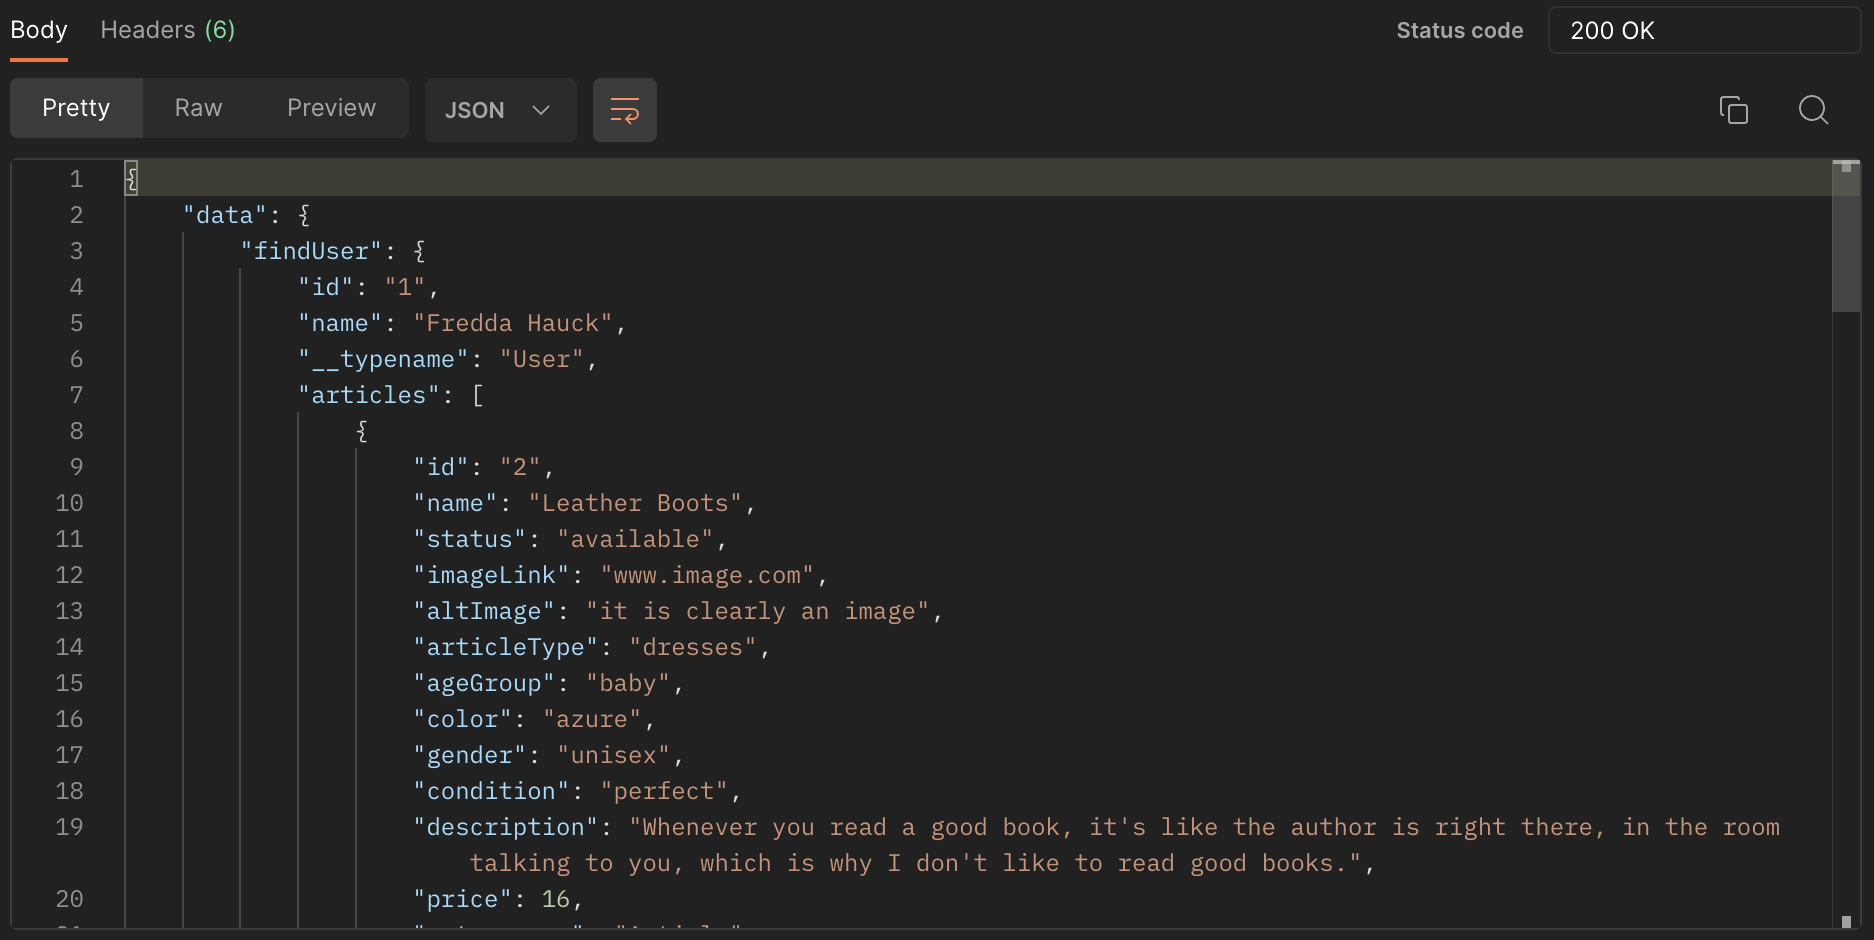 Body Headers (6) Status code 200 OK
Pretty Raw Preview JSON
1 {
2 "data": {
3 "findUser": {
4 "id": "1",
5 "name": "Fredda Hauck",
6 "__typename": "User",
7 "articles": [
8 {
9 "id": "2",
10 "name": "Leather Boots",
11 "status": "available",
12 "imageLink": "www.image.com",
13 "altImage": "it is clearly an image",
14 "articleType": "dresses",
15 "ageGroup": "baby",
16 "color": "azure",
17 "gender": "unisex",
18 "condition": "perfect",
19 "description": "Whenever you read a good book, it's like the author is right there, in the room
talking to you, which is why I don't like to read good books.",
20 "price": 16,